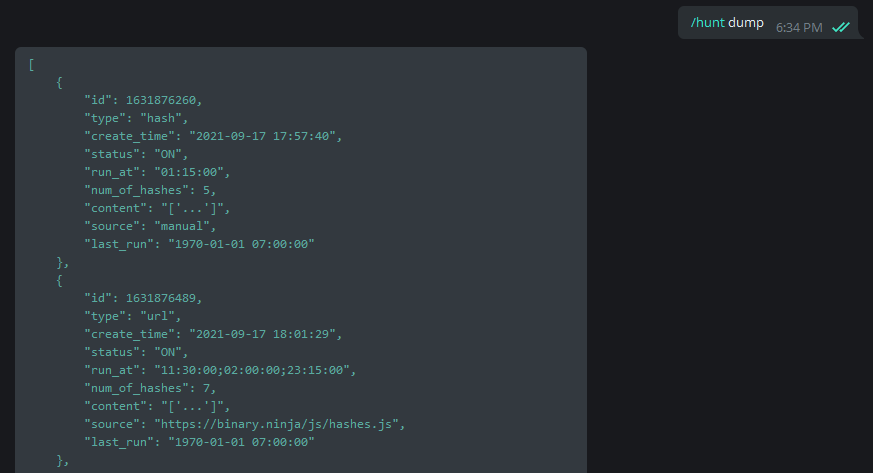 /hunt dump 6:34 PM
[
{
"id": 1631876260,
"type": "hash",
"create_time": "2021-09-17 17:57:40",
"status": "ON",
"run_at": "01:15:00",
"num_of_hashes": 5,
"content": "['...']",
"source": "manual",
"last_run": "1970-01-01 07:00:00"
},
{
"id": 1631876489,
"type": "url",
"create_time": "2021-09-17 18:01:29",
"status": "ON",
"run_at": "11:30:00;02:00:00;23:15:00",
"num_of_hashes": 7,
"content": "['...']",
"source": "https://binary.ninja/js/hashes.js",
"last_run": "1970-01-01 07:00:00"
},